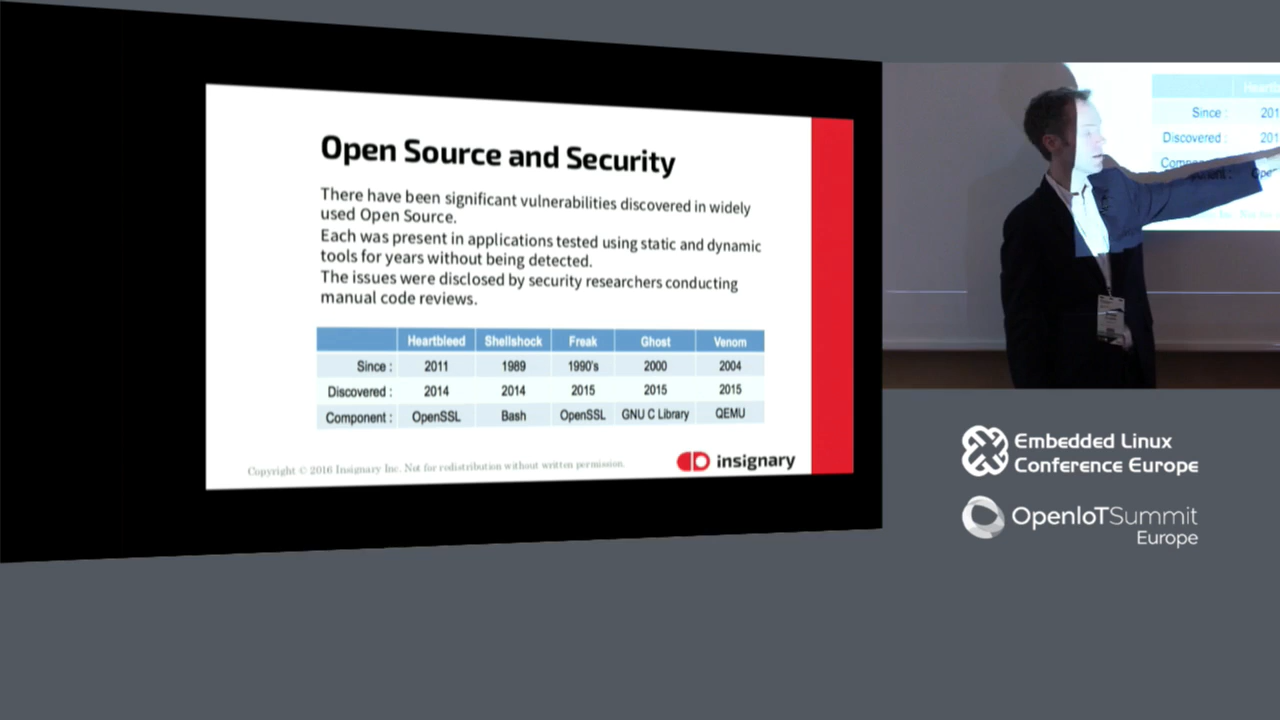 Open Source and Security
There have been significant vulnerabilities discovered in widely
used Open Source.
Each was present in applications tested using static and dynamic
tools for years without being detected.
The issues were disclosed by security researchers conducting
manual code reviews.
Heartbleed Shellshock Freak Ghost Venom
Since : 2011 1989 1990's 2000 2004
Discovered : 2014 2014 2015 2015 2015
Component : OpenSSL Bash OpenSSL GNU C Library QEMU
Copyright © 2016 Insignary Inc. Not for redistribution without written permission.
insignary
Since :
Discovered :
Embedded Linux
Conference Europe
OpenIoTSummit
Europe